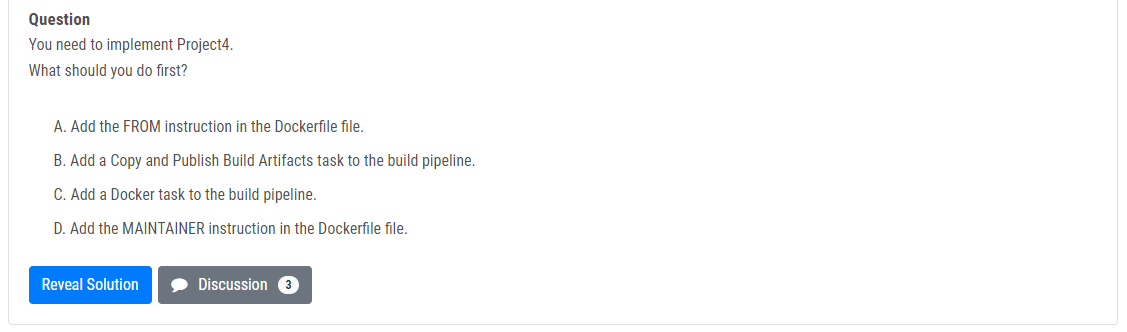 Question
You need to implement Project4.
What should you do first?
A. Add the FROM instruction in the Dockerfile file.
B. Add a Copy and Publish Build Artifacts task to the build pipeline.
C. Add a Docker task to the build pipeline.
D. Add the MAINTAINER instruction in the Dockerfile file.
Reveal Solution Discussion 3